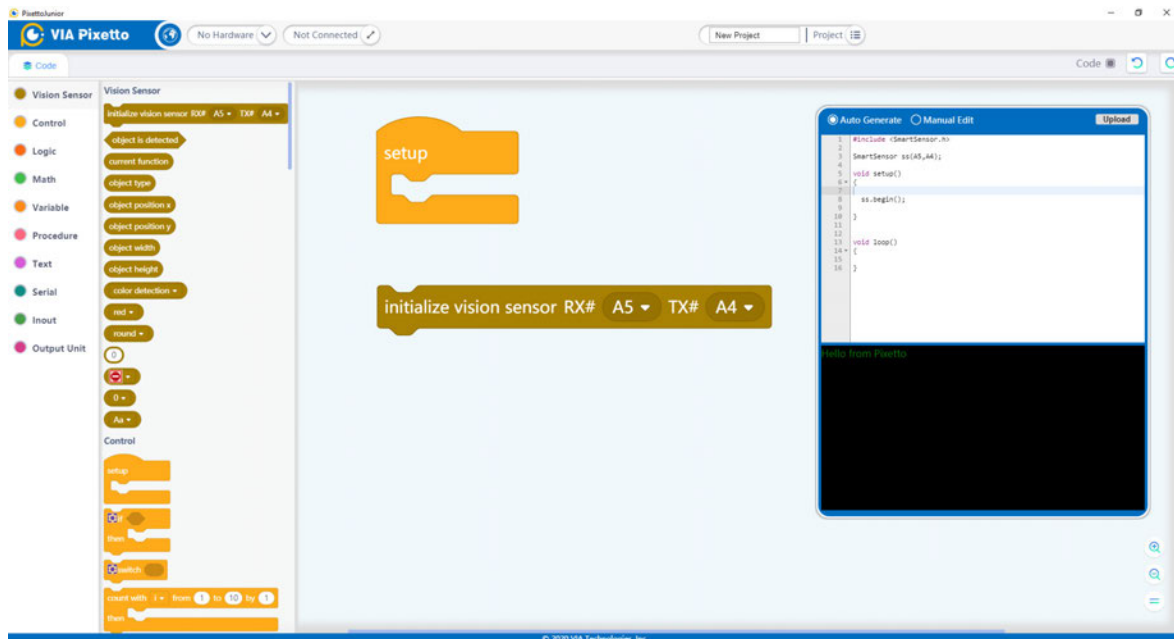 PixettoJunior
VIA Pixetto
No Hardware
Not Connected
New Project
Project
Code
Code
Vision Sensor
Control
Logic
Math
Variable
Procedure
Text
Serial
Inout
Output Unit
Vision Sensor
initialize vision sensor RX# A5 TX# A4
object is detected
current function
object type
object position x
object position y
object width
object height
color detection
red
round
0
0
Aa
Control
setup
if
then
switch
count with i from 1 to 10 by 1
then
setup
initialize vision sensor RX# A5 TX# A4
Auto Generate Manual Edit Upload
1 #include <SmartSensor.h>
2
3 SmartSensor ss(A5,A4);
4
5 void setup()
6 {
7
8 ss.begin();
9
10 }
11
12
13 void loop()
14 {
15
16 }
Hello from Pixetto
© 2020 VIA Technologies, Inc.